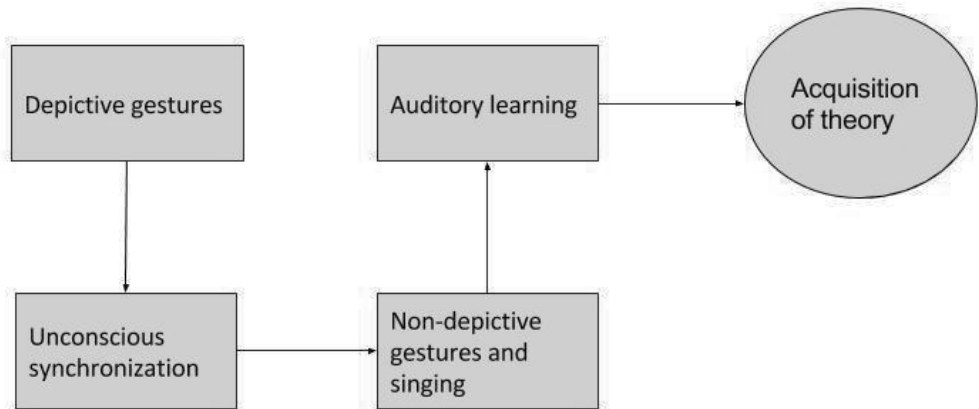 Depictive gestures
Unconscious
synchronization
Non-depictive
gestures and
singing
Auditory learning
Acquisition
of theory